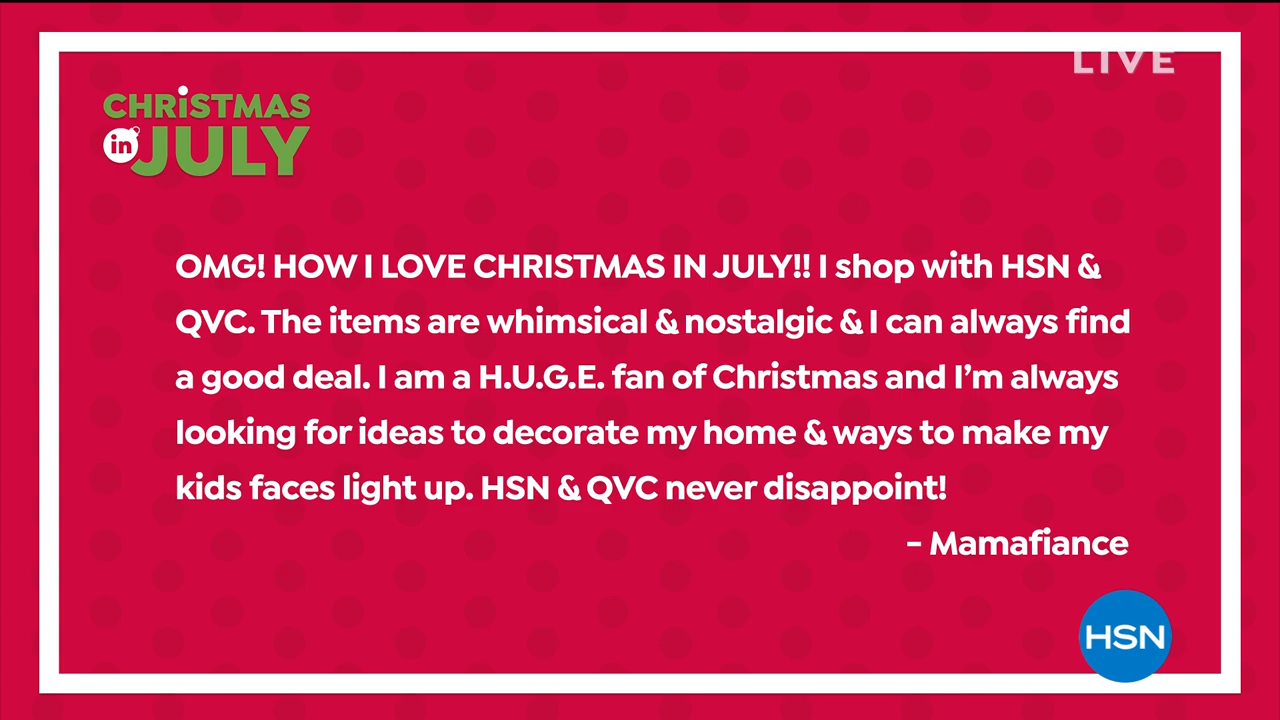 LIVE
CHRiSTMAS
in JULY
OMG! HOW I LOVE CHRISTMAS IN JULY!! I shop with HSN &
QVC. The items are whimsical & nostalgic & I can always find
a good deal. I am a H.U.G.E. fan of Christmas and I’m always
looking for ideas to decorate my home & ways to make my
kids faces light up. HSN & QVC never disappoint!
– Mamafiance
HSN